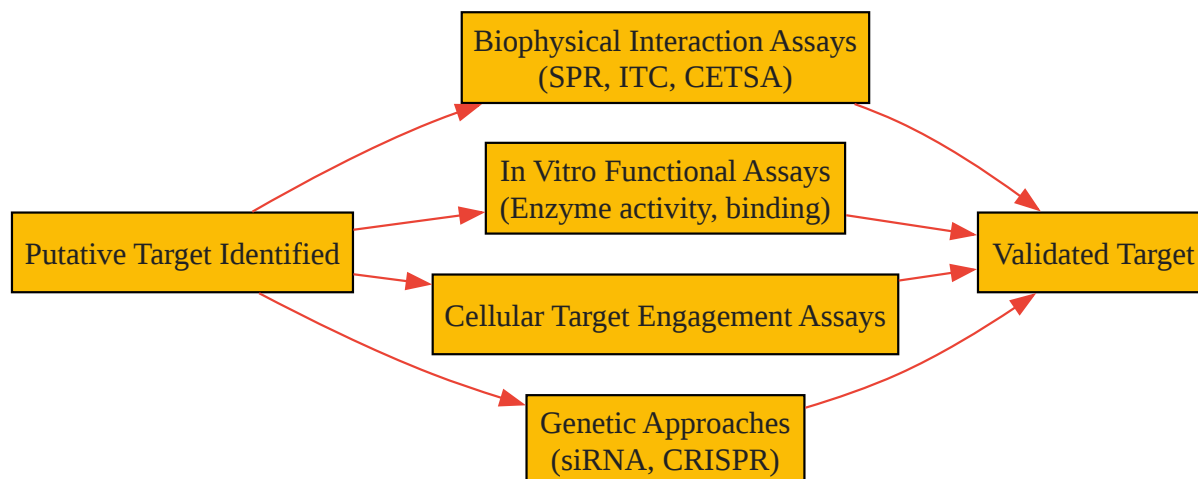 Putative Target Identified
Biophysical Interaction Assays
(SPR, ITC, CETSA)
In Vitro Functional Assays
(Enzyme activity, binding)
Cellular Target Engagement Assays
Genetic Approaches
(siRNA, CRISPR)
Validated Target